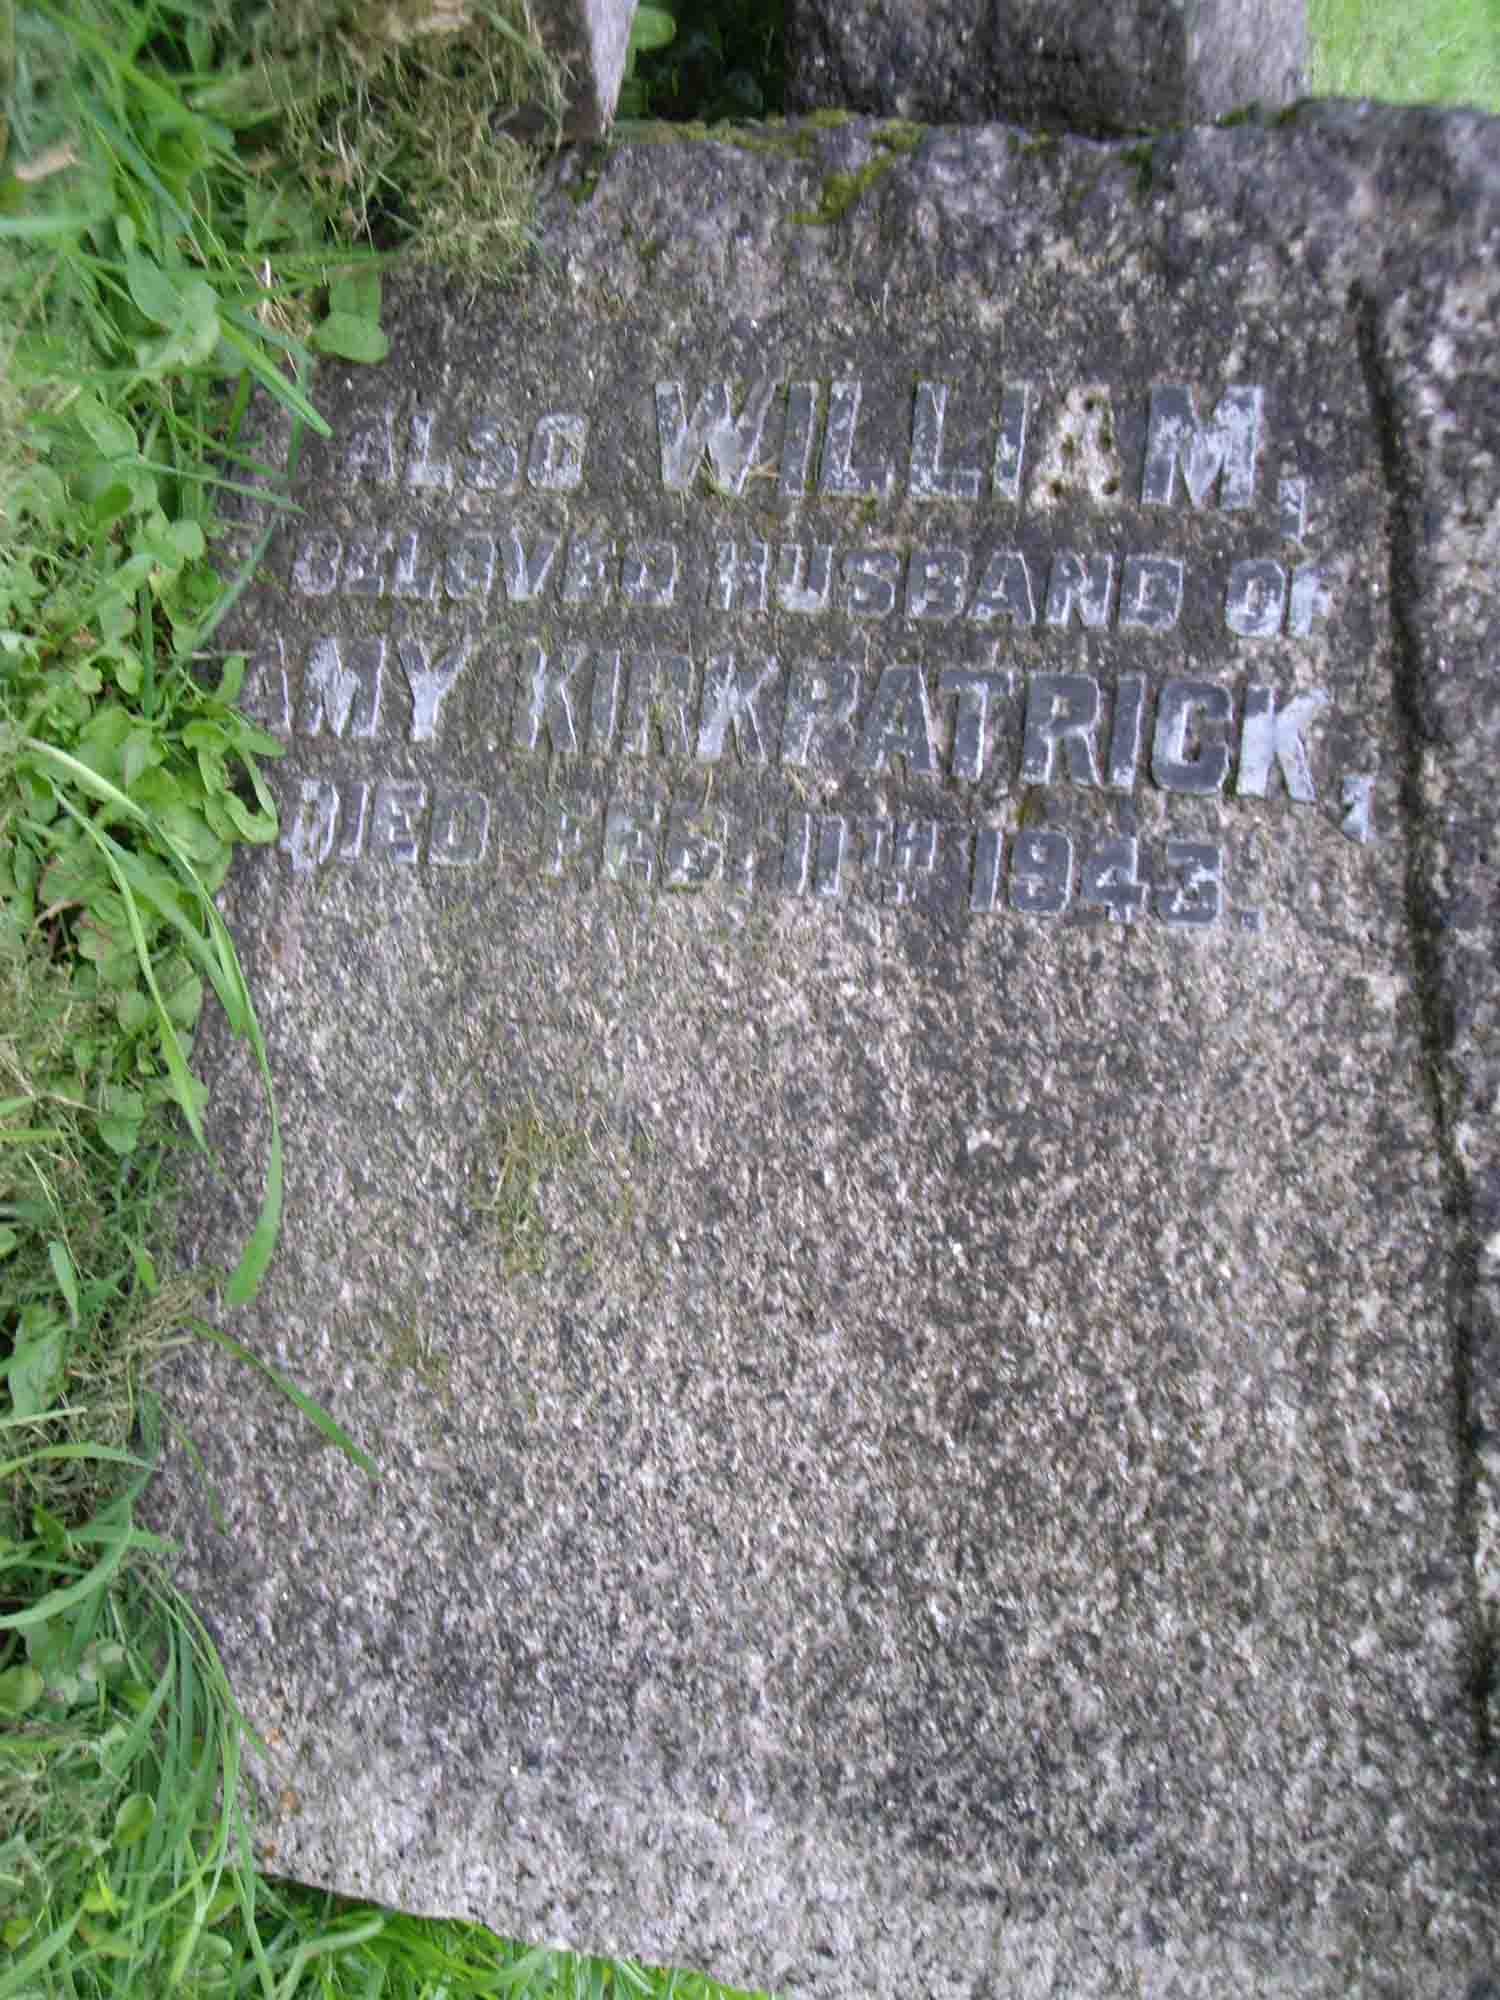 ALSO WILLIAM,
BELOVED HUSBAND OF
AMY KIRKPATRICK,
DIED FEB. 11TH 1943.